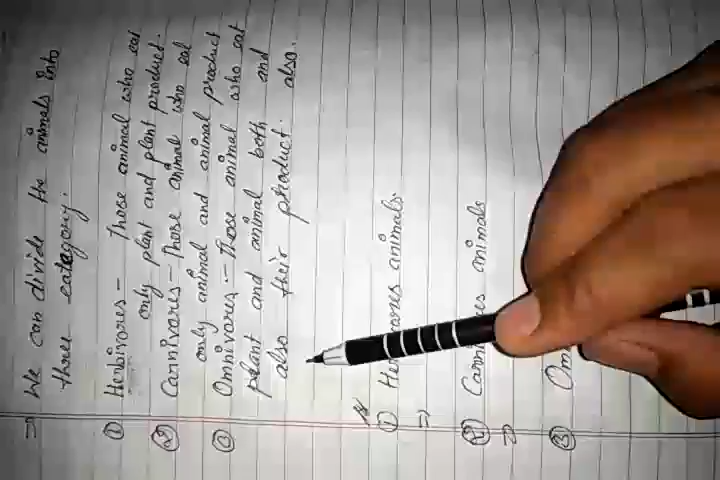 => We can divide the animals into
three category.
① Herbivores - Those animal who eat
only plant and plant product.
② Carnivores - Those animal who eat
only animal and animal product
③ Omnivores :- Those animal who eat
plant and animal both and
also their product also.
① He ores animals.
=>
② Carni es animals
=>
③ Om